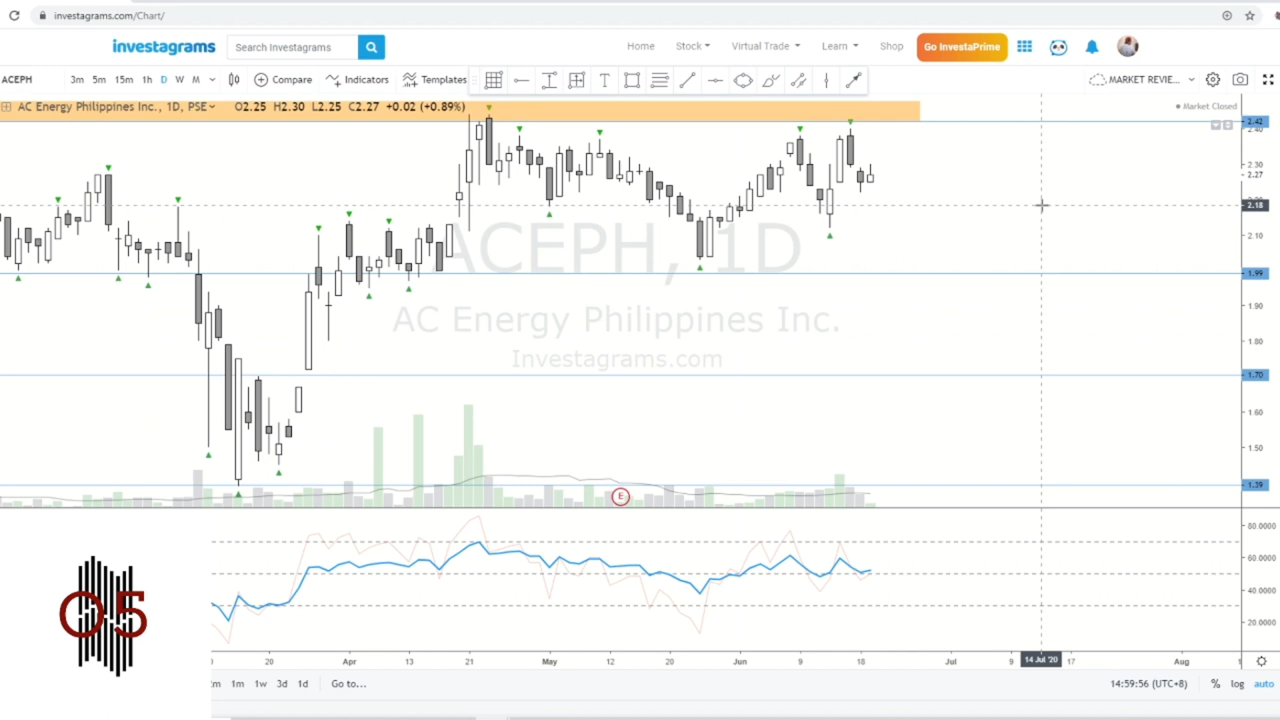 investagrams.com/Chart/
investagrams Search Investagrams Home Stock Virtual Trade Learn Shop Go InvestaPrime
ACEPH 3m 5m 15m 1h D W M Compare Indicators Templates T MARKET REVIE...
AC Energy Philippines Inc., 1D, PSE O2.25 H2.30 L2.25 C2.27 +0.02 (+0.89%)
Market Closed
2.42
2.40
2.30
2.27
2.18
2.10
1.99
1.90
1.80
1.70
1.60
1.50
1.39
ACEPH, 1D
AC Energy Philippines Inc.
Investagrams.com
E
80.0000
60.0000
40.0000
20.0000
O5
20 Apr 13 21 May 12 20 Jun 9 18 Jul 9 14 Jul '20 17 Aug
1m 1w 3d 1d Go to... 14:59:56 (UTC+8) % log auto